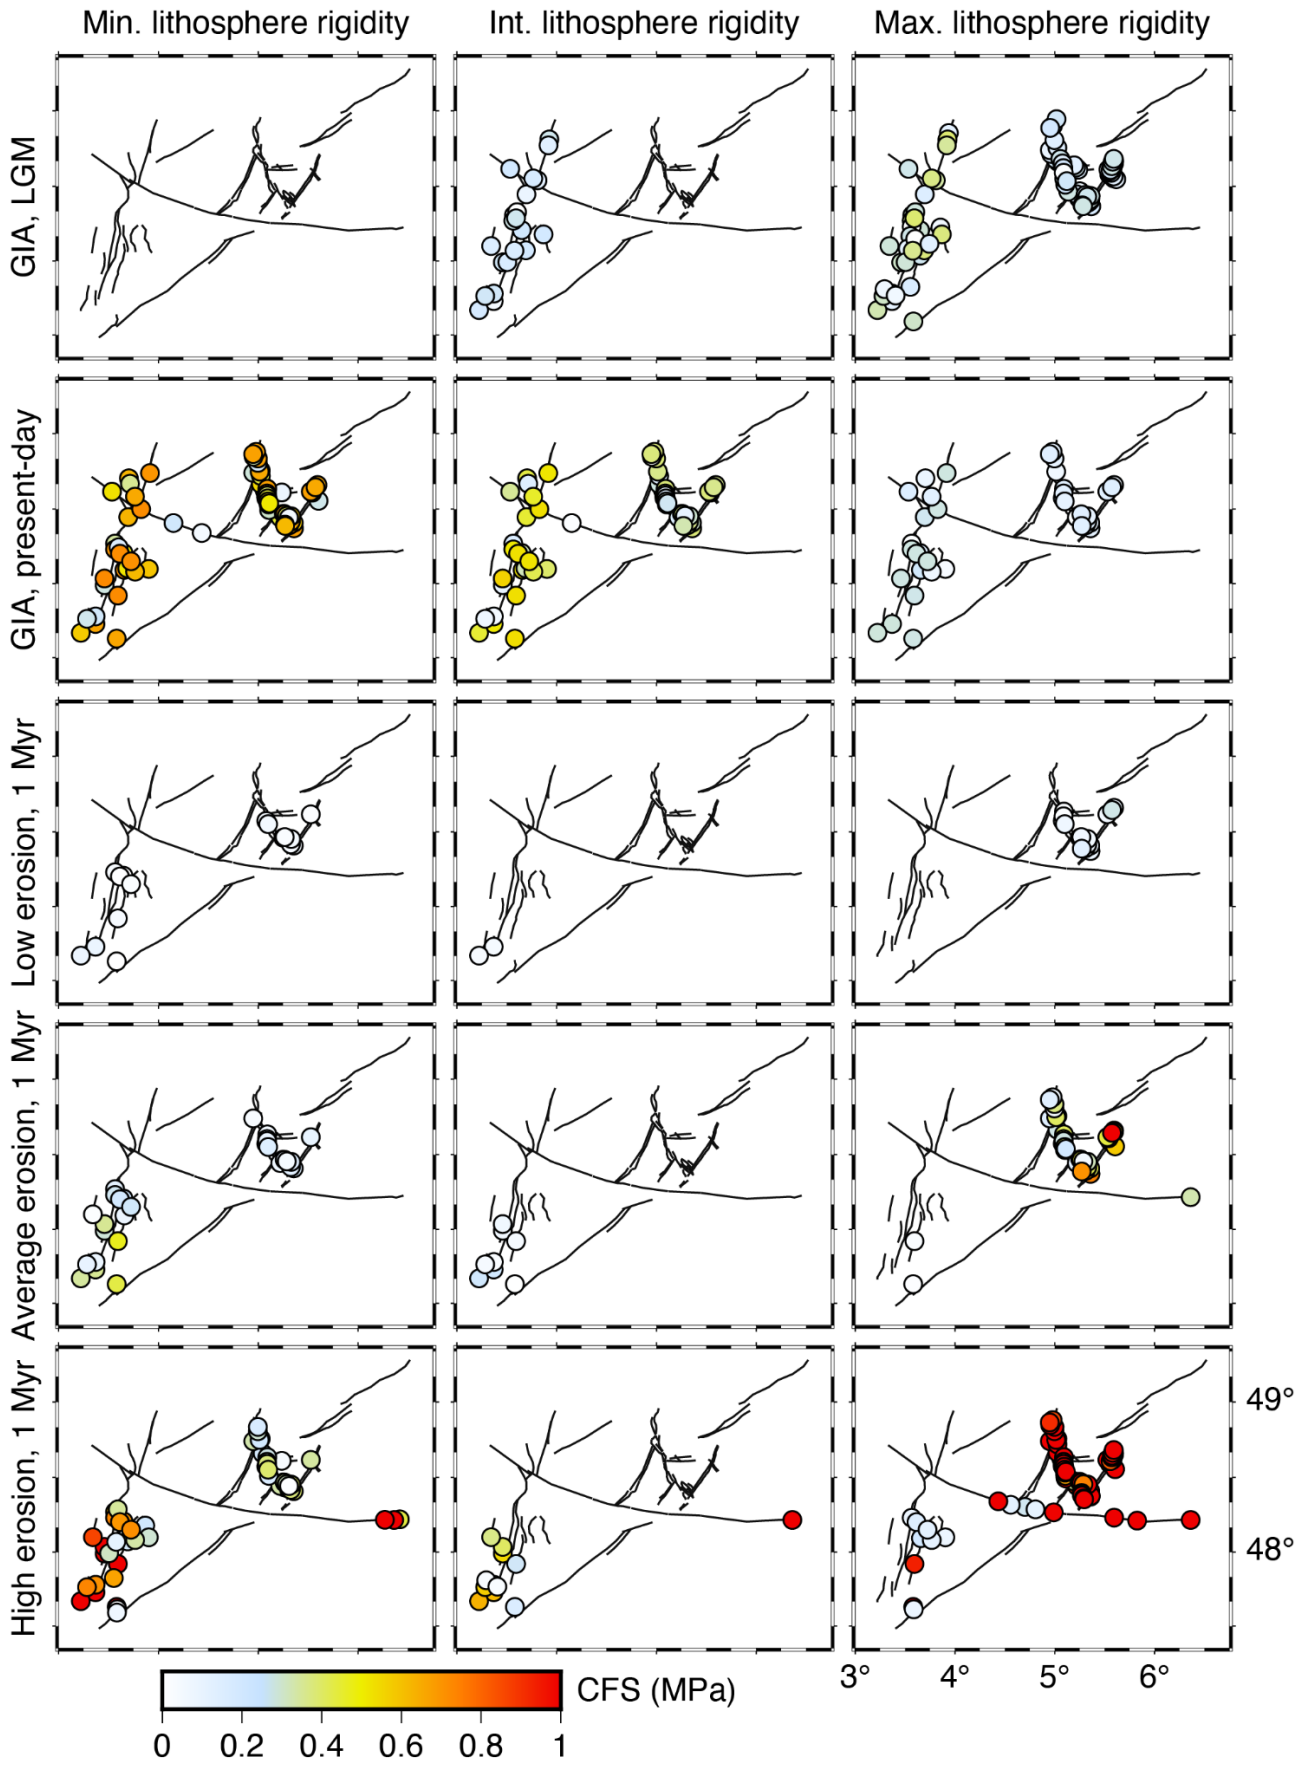 Min. lithosphere rigidity
Int. lithosphere rigidity
Max. lithosphere rigidity
GIA, LGM
GIA, present-day
Low erosion, 1 Myr
Average erosion, 1 Myr
High erosion, 1 Myr
49°
48°
3°
4°
5°
6°
CFS (MPa)
0
0.2
0.4
0.6
0.8
1